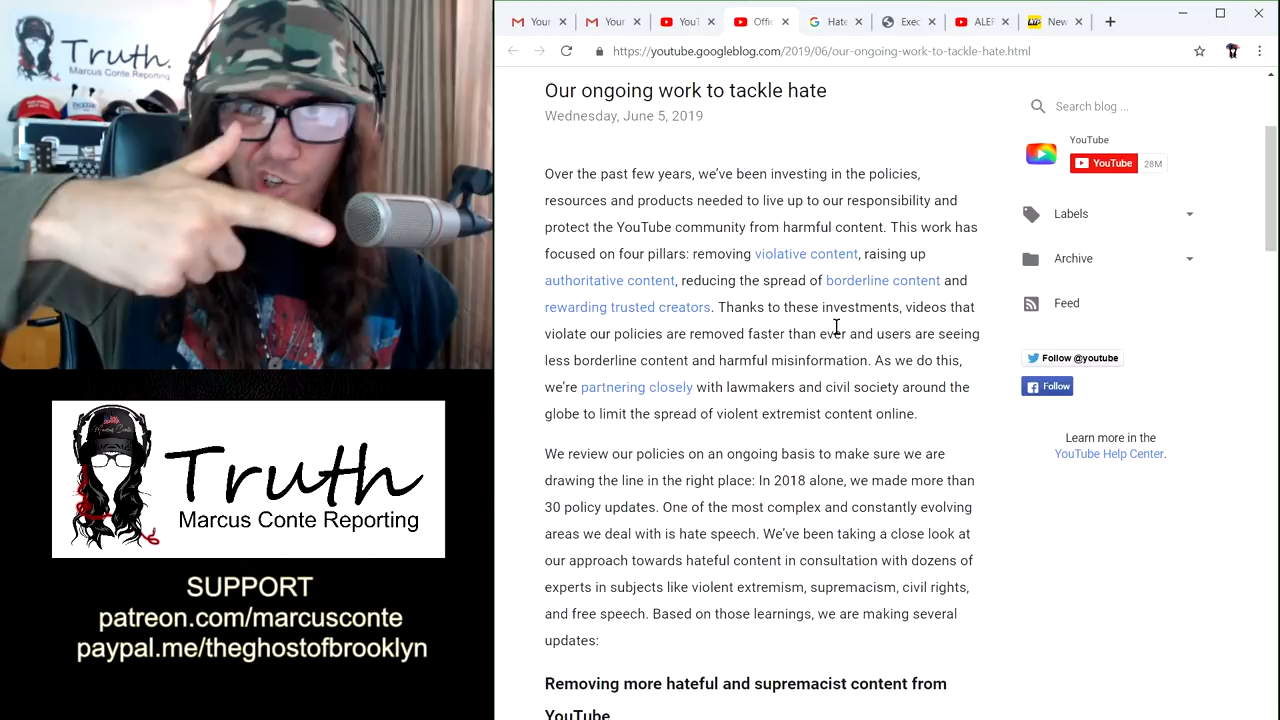 Truth.
Marcus Conte Reporting
Truth
Marcus Conte Reporting
SUPPORT
patreon.com/marcusconte
paypal.me/theghostofbrooklyn
Your
Your
YouT
Offic
Hate
Exec
ALEF
New
https://youtube.googleblog.com/2019/06/our-ongoing-work-to-tackle-hate.html
Our ongoing work to tackle hate
Wednesday, June 5, 2019
Over the past few years, we’ve been investing in the policies,
resources and products needed to live up to our responsibility and
protect the YouTube community from harmful content. This work has
focused on four pillars: removing violative content, raising up
authoritative content, reducing the spread of borderline content and
rewarding trusted creators. Thanks to these investments, videos that
violate our policies are removed faster than ever and users are seeing
less borderline content and harmful misinformation. As we do this,
we’re partnering closely with lawmakers and civil society around the
globe to limit the spread of violent extremist content online.
We review our policies on an ongoing basis to make sure we are
drawing the line in the right place: In 2018 alone, we made more than
30 policy updates. One of the most complex and constantly evolving
areas we deal with is hate speech. We’ve been taking a close look at
our approach towards hateful content in consultation with dozens of
experts in subjects like violent extremism, supremacism, civil rights,
and free speech. Based on those learnings, we are making several
updates:
Removing more hateful and supremacist content from
YouTube
Search blog ...
YouTube
YouTube 28M
Labels
Archive
Feed
Follow @youtube
Follow
Learn more in the
YouTube Help Center.